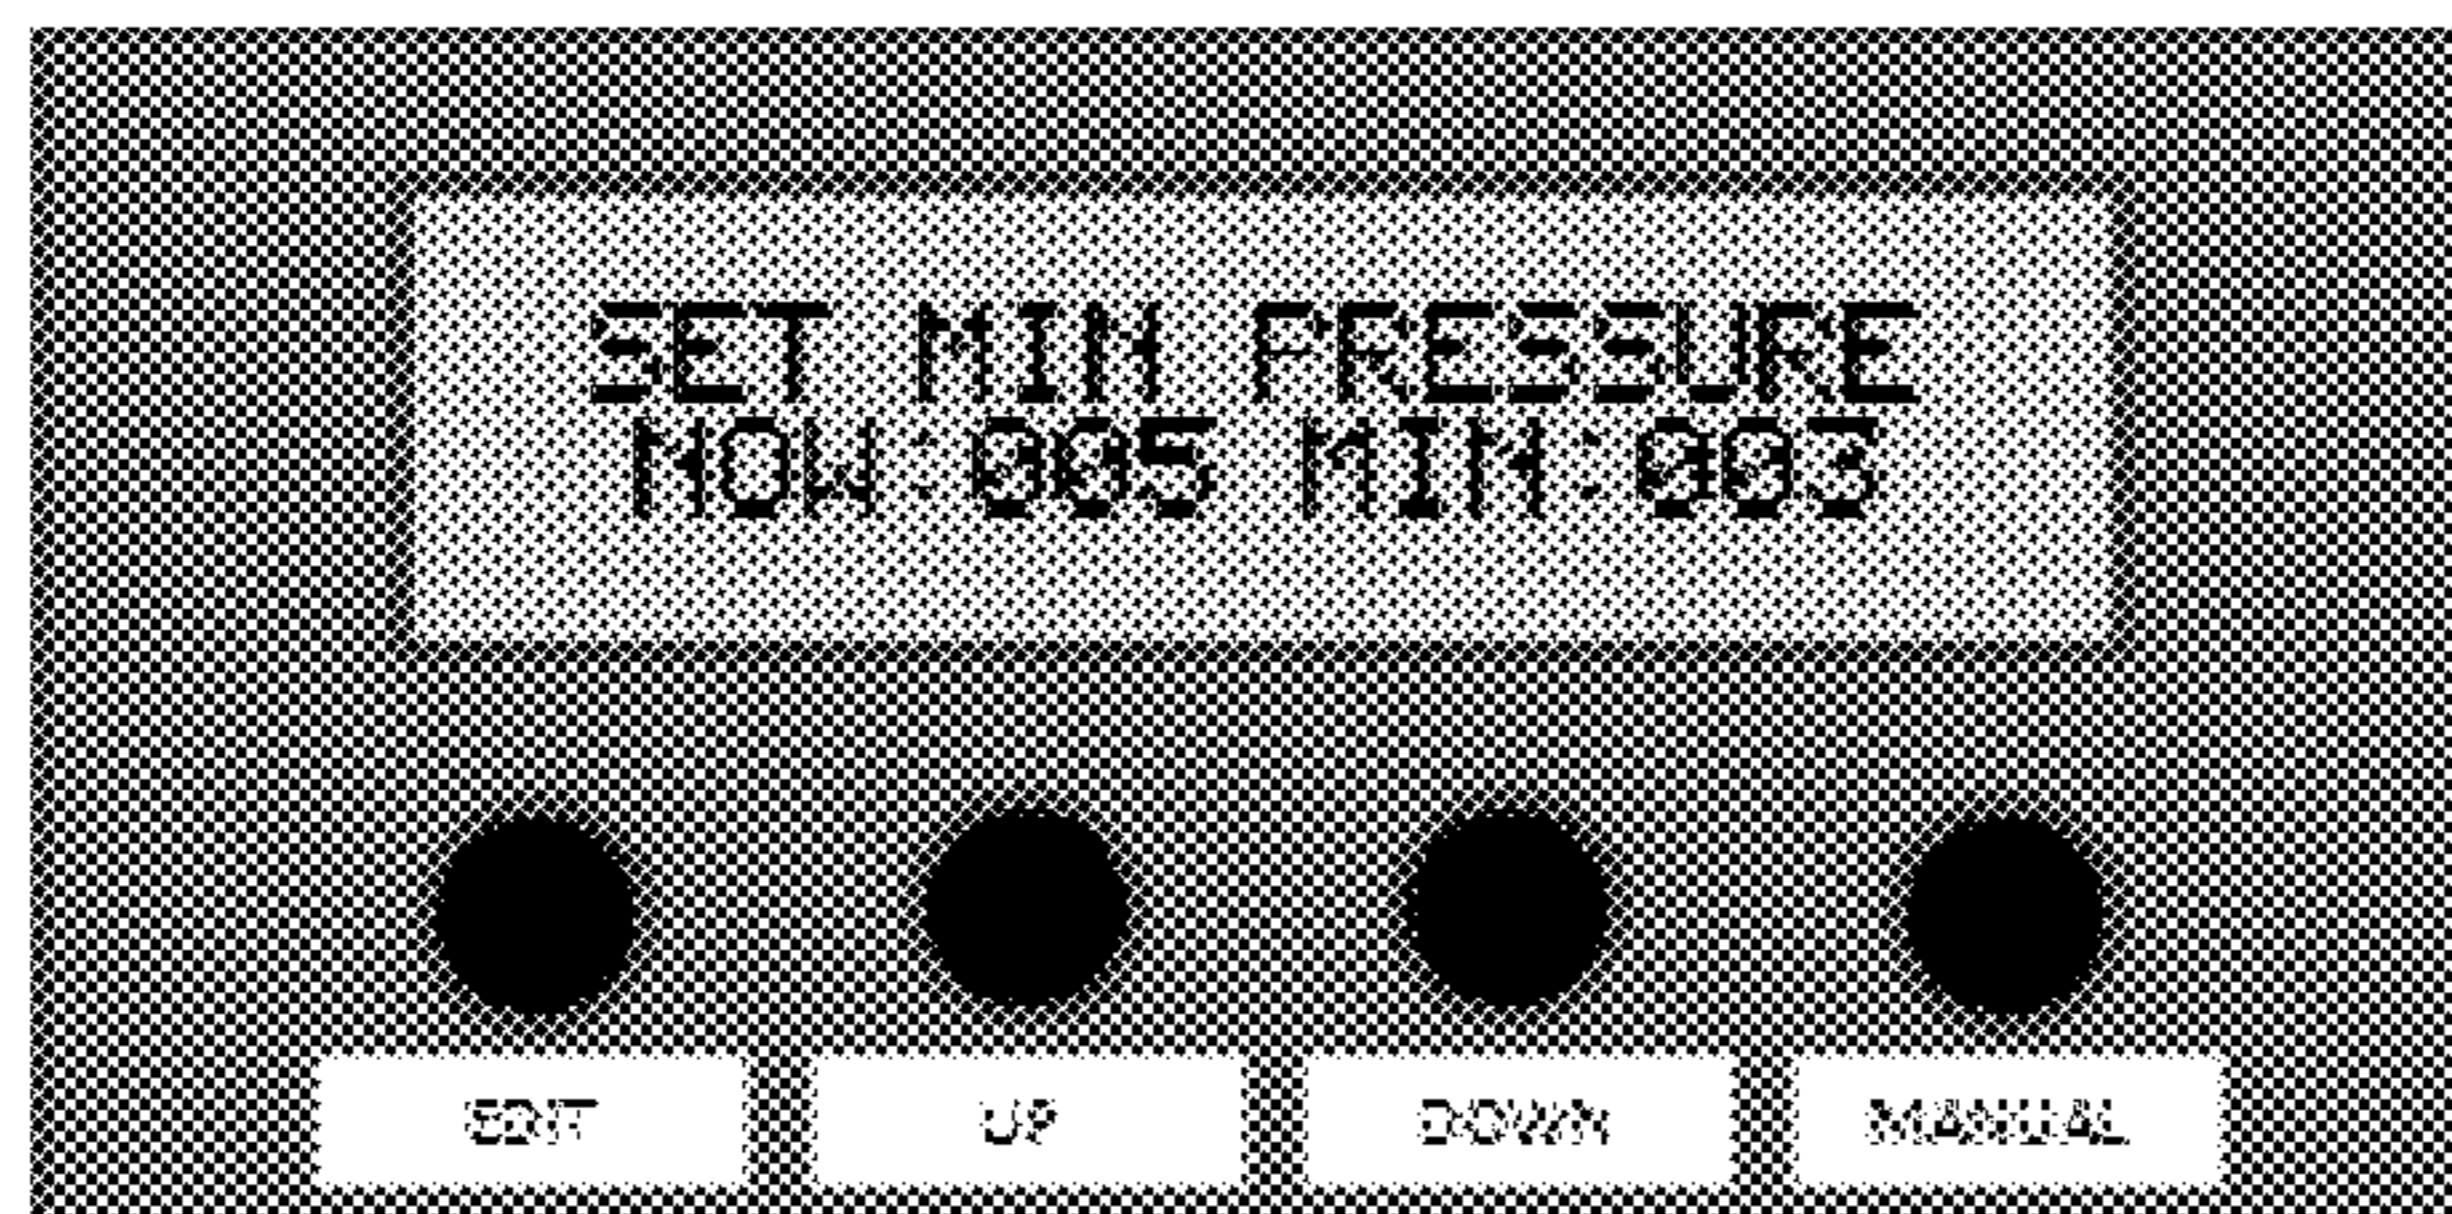 SET MIN PRESSURE
NOW:005 MIN:003
EDIT
UP
DOWN
MANUAL